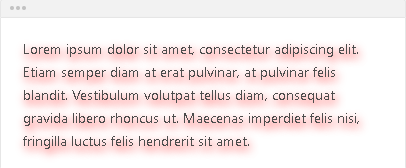 Lorem ipsum dolor sit amet, consectetur adipiscing elit.
Etiam semper diam at erat pulvinar, at pulvinar felis
blandit. Vestibulum volutpat tellus diam, consequat
gravida libero rhoncus ut. Maecenas imperdiet felis nisi,
fringilla luctus felis hendrerit sit amet.